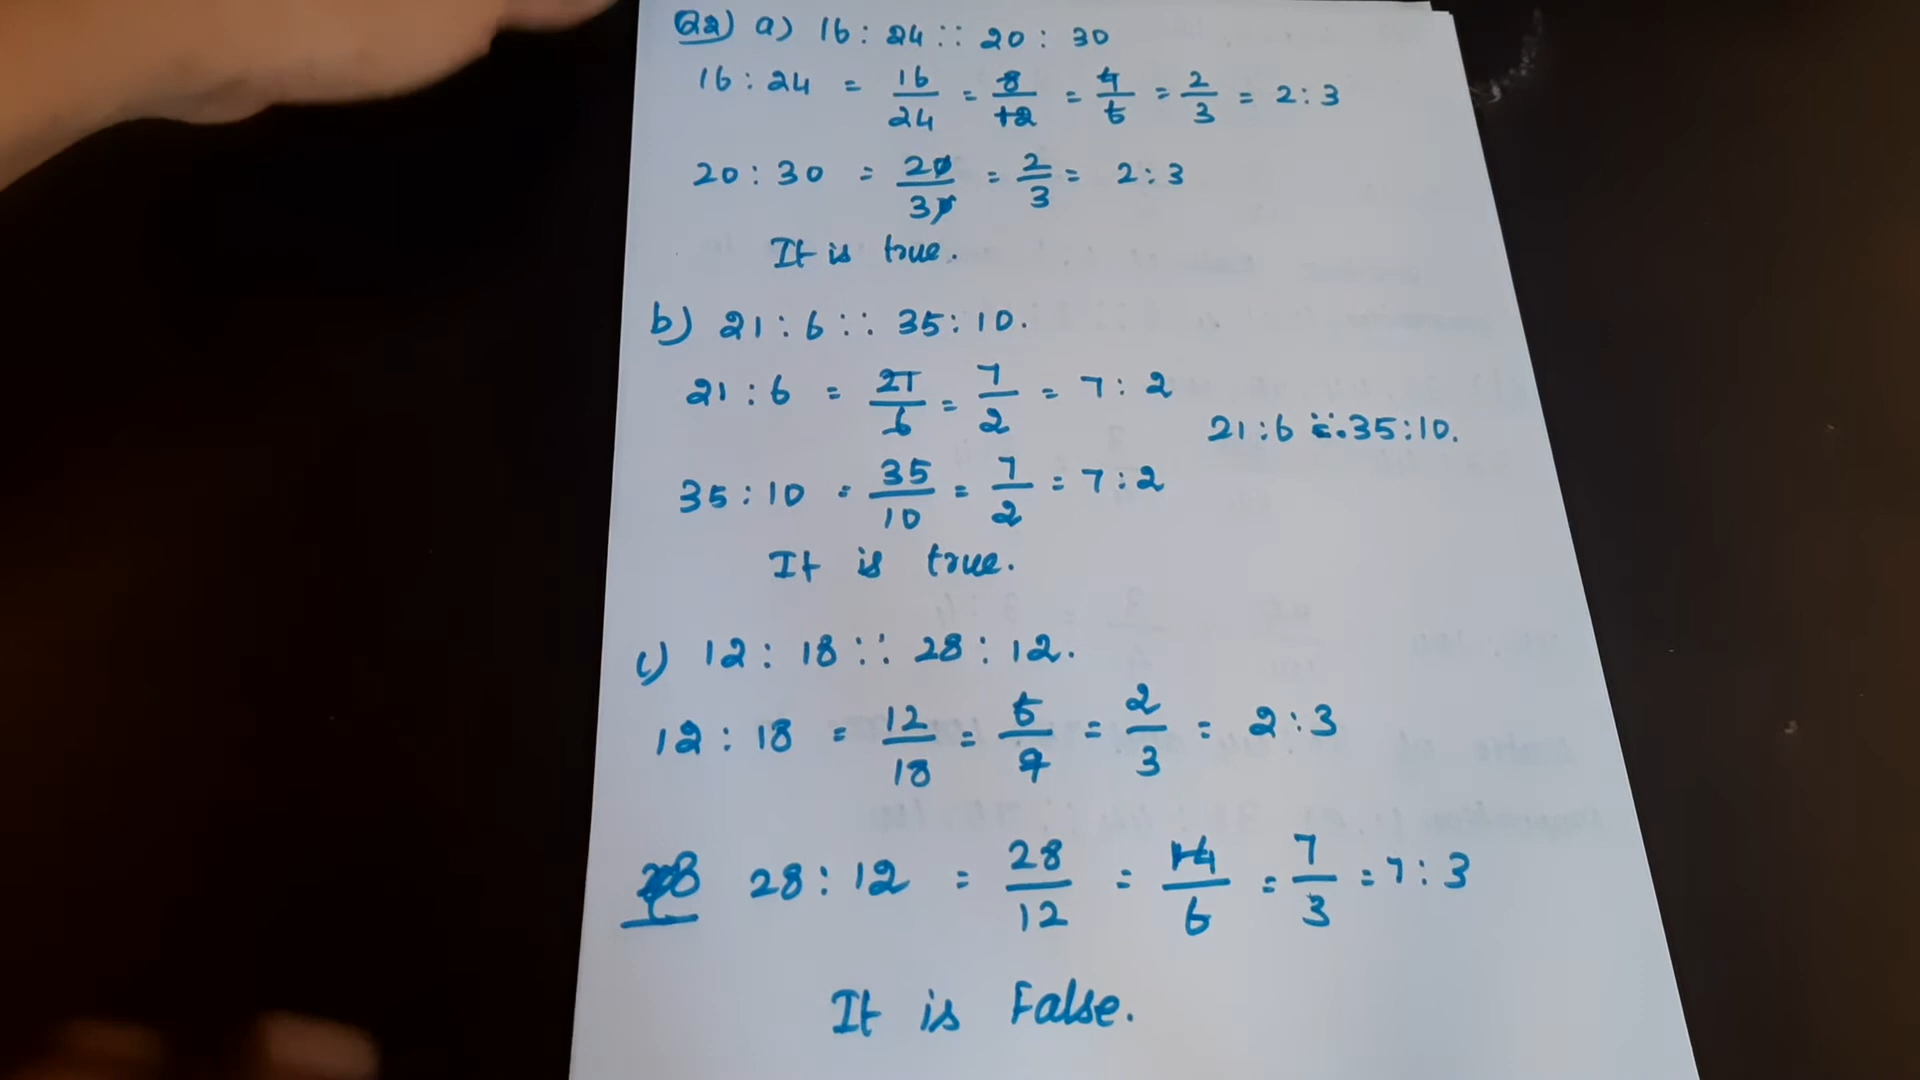 Q2) a) 16 : 24 :: 20 : 30
16 : 24 = 16/24 = 8/12 = 4/6 = 2/3 = 2 : 3
20 : 30 = 20/30 = 2/3 = 2 : 3
It is true.
b) 21 : 6 :: 35 : 10.
21 : 6 = 21/6 = 7/2 = 7 : 2
21 : 6 :: 35 : 10.
35 : 10 = 35/10 = 7/2 = 7 : 2
It is true.
c) 12 : 18 :: 28 : 12.
12 : 18 = 12/18 = 6/9 = 2/3 = 2 : 3
28 : 12 = 28/12 = 14/6 = 7/3 = 7 : 3
It is False.